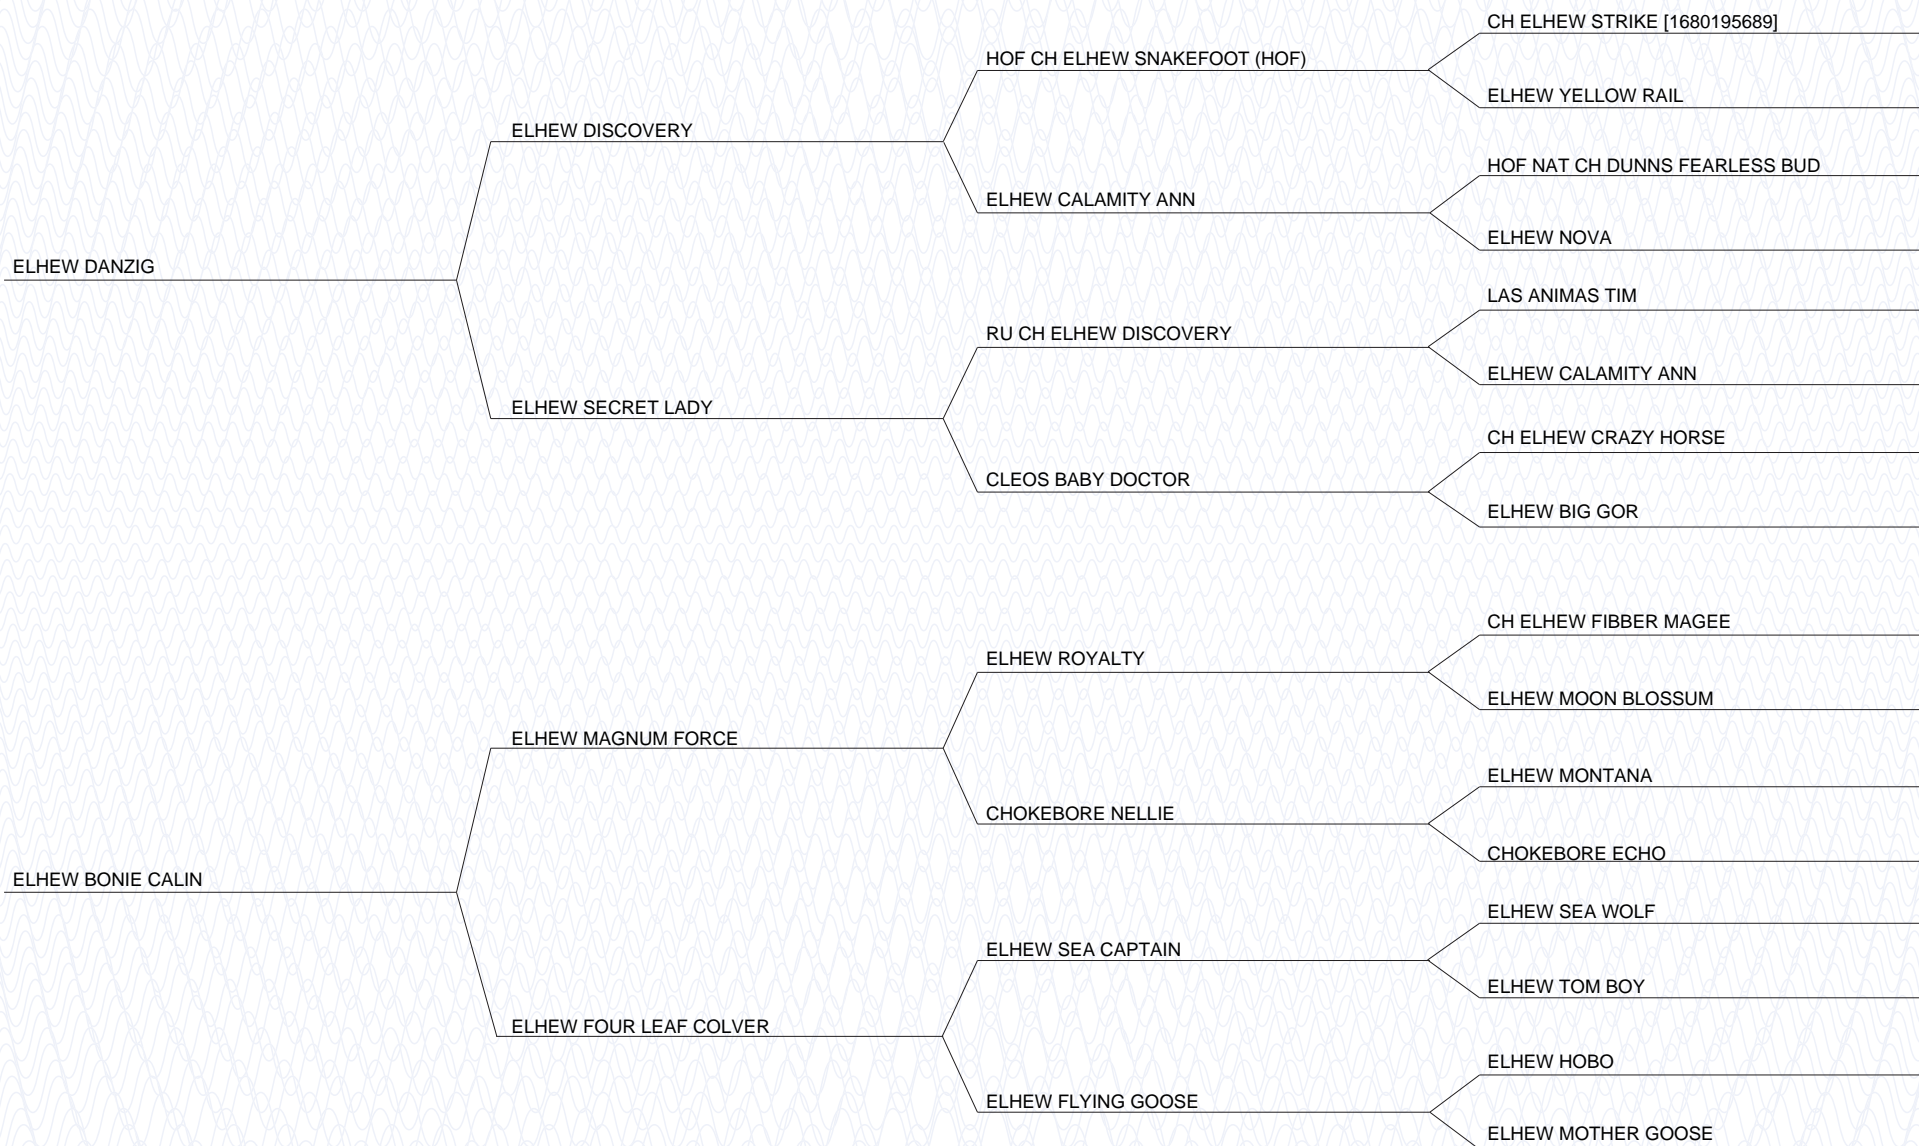 CH ELHEW STRIKE [1680195689]
HOF CH ELHEW SNAKEFOOT (HOF)
ELHEW YELLOW RAIL
ELHEW DISCOVERY
HOF NAT CH DUNNS FEARLESS BUD
ELHEW CALAMITY ANN
ELHEW NOVA
ELHEW DANZIG
LAS ANIMAS TIM
RU CH ELHEW DISCOVERY
ELHEW CALAMITY ANN
ELHEW SECRET LADY
CH ELHEW CRAZY HORSE
CLEOS BABY DOCTOR
ELHEW BIG GOR
CH ELHEW FIBBER MAGEE
ELHEW ROYALTY
ELHEW MOON BLOSSUM
ELHEW MAGNUM FORCE
ELHEW MONTANA
CHOKEBORE NELLIE
CHOKEBORE ECHO
ELHEW BONIE CALIN
ELHEW SEA WOLF
ELHEW SEA CAPTAIN
ELHEW TOM BOY
ELHEW FOUR LEAF COLVER
ELHEW HOBO
ELHEW FLYING GOOSE
ELHEW MOTHER GOOSE